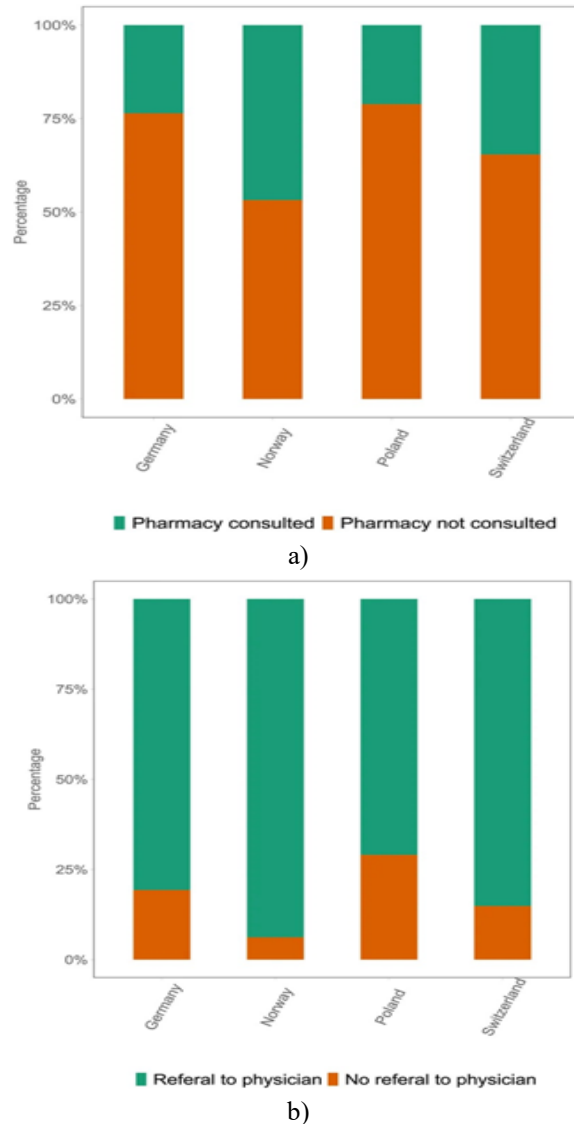 100%
75%
Percentage
50%
25%
0%
Germany
Norway
Poland
Switzerland
Pharmacy consulted Pharmacy not consulted
a)
100%
75%
Percentage
50%
25%
0%
Germany
Norway
Poland
Switzerland
Referal to physician No referal to physician
b)